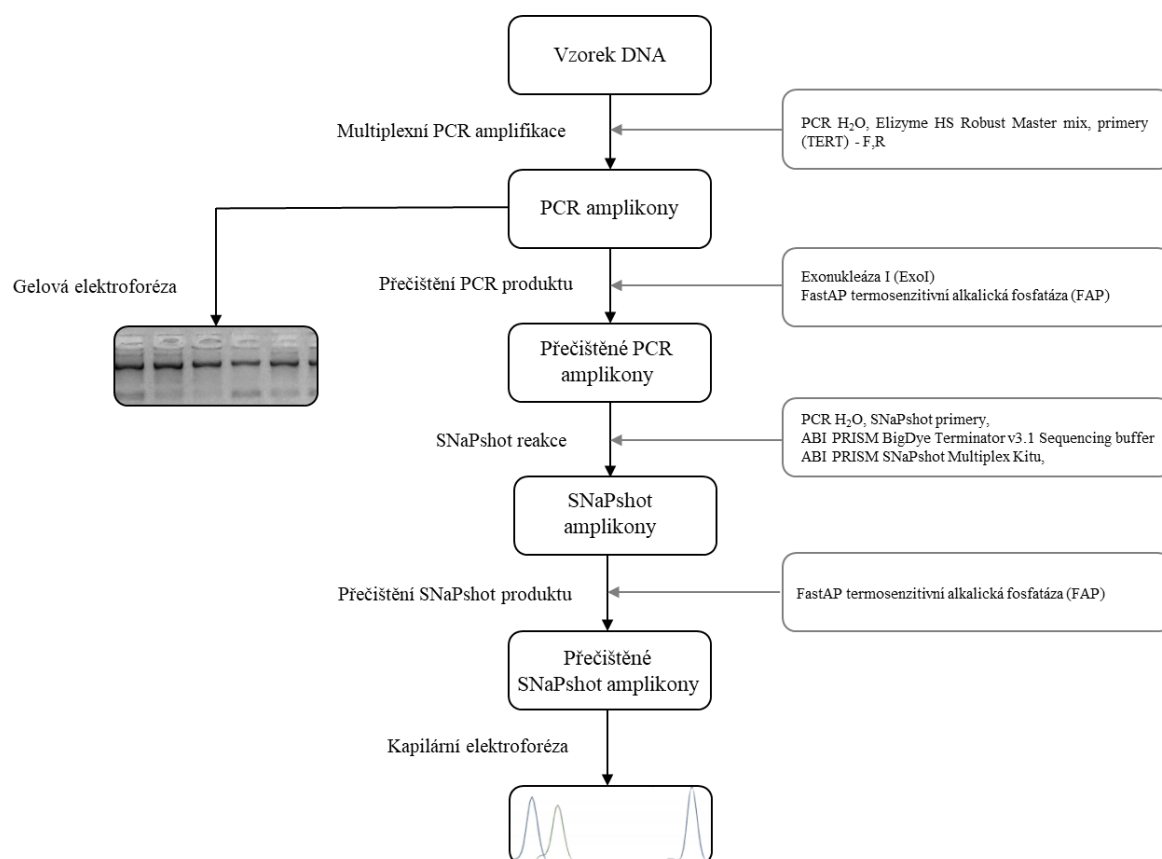 Vzorek DNA
Multiplexní PCR amplifikace
PCR H₂O, Elizyme HS Robust Master mix, primery
(TERT) - F,R
PCR amplikony
Gelová elektroforéza
Přečištění PCR produktu
Exonukleáza I (ExoI)
FastAP termosenzitivní alkalická fosfatáza (FAP)
Přečištěné PCR
amplikony
SNaPshot reakce
PCR H₂O, SNaPshot primery,
ABI PRISM BigDye Terminator v3.1 Sequencing buffer
ABI PRISM SNaPshot Multiplex Kitu,
SNaPshot
amplikony
Přečištění SNaPshot produktu
FastAP termosenzitivní alkalická fosfatáza (FAP)
Přečištěné
SNaPshot amplikony
Kapilární elektroforéza